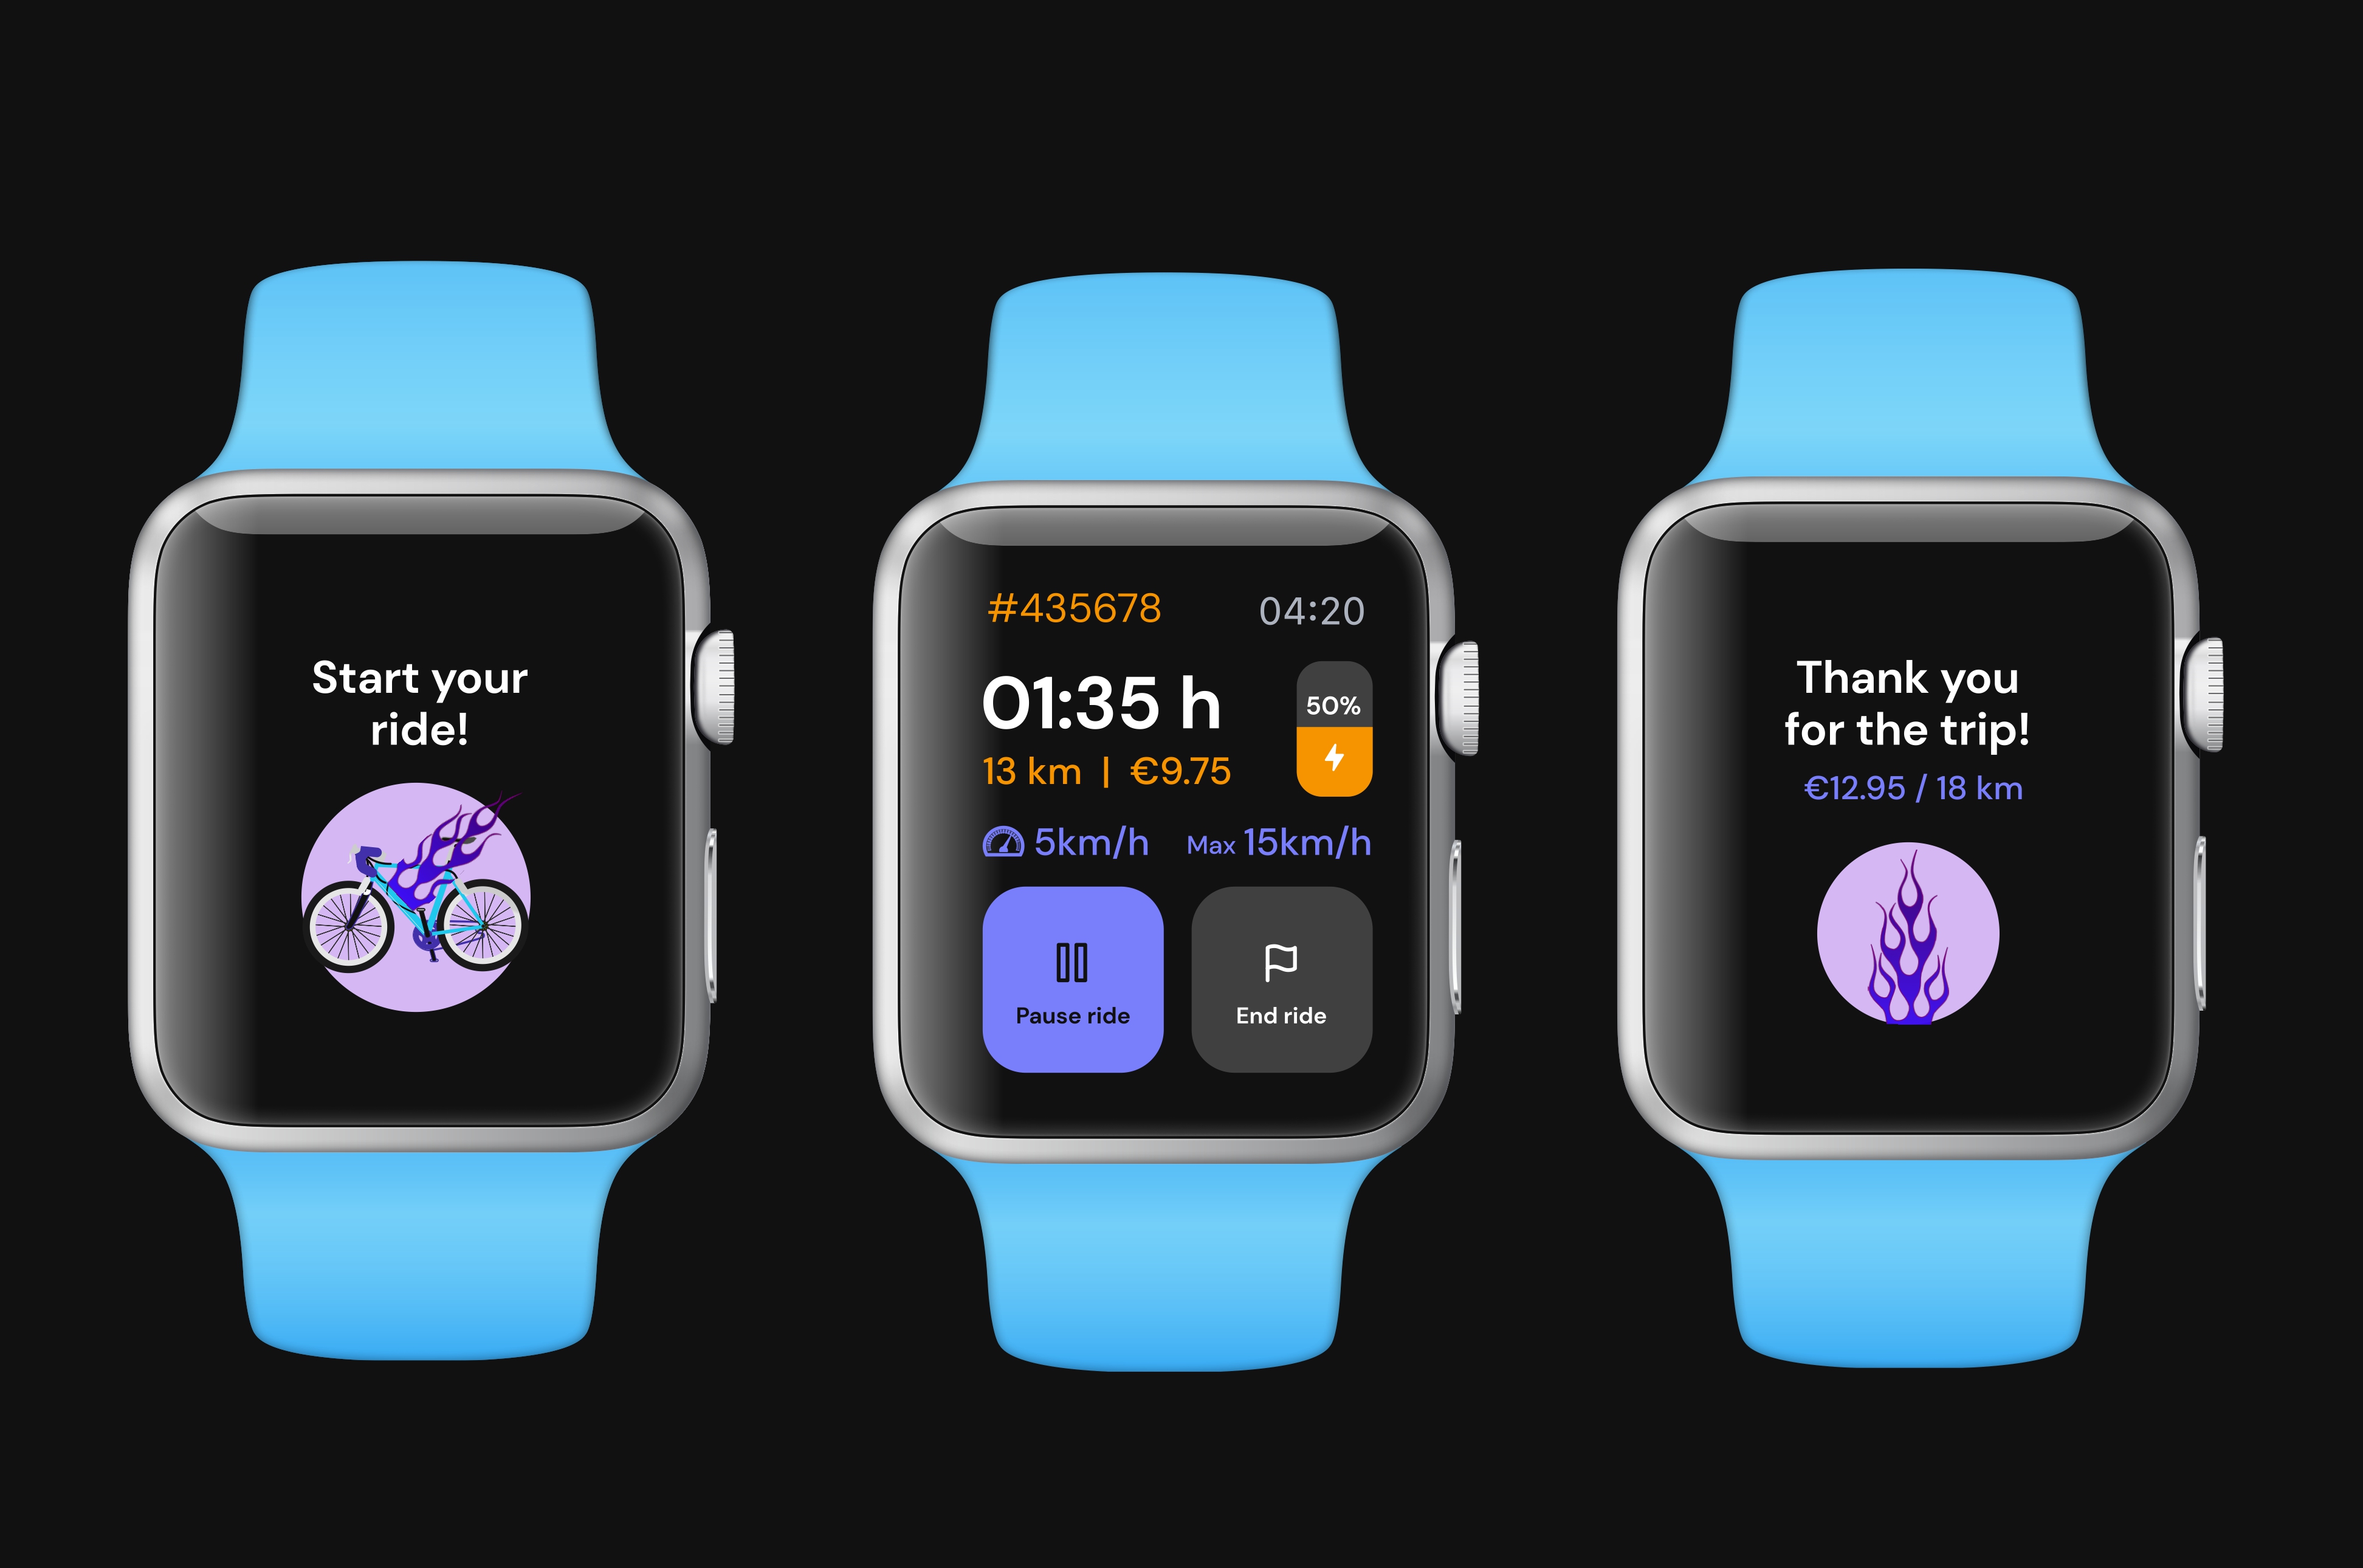 Start your
ride!
#435678
04:20
01:35 h
50%
13 km | €9.75
5km/h
Max 15km/h
Pause ride
End ride
Thank you
for the trip!
€12.95 / 18 km